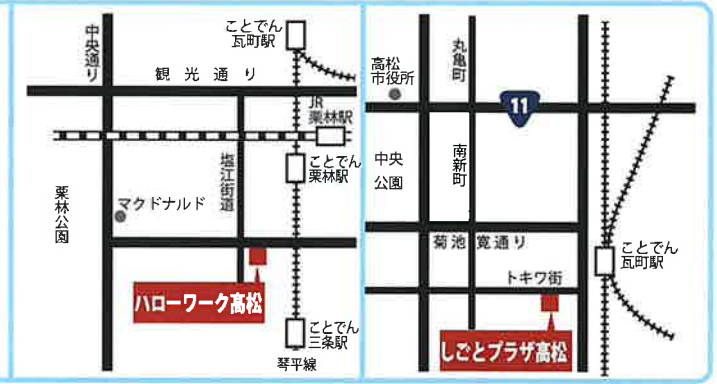 ことでん
瓦町駅
中央通り
観光通り
JR
栗林駅
ことでん
栗林駅
塩江街道
栗林公園
マクドナルド
ハローワーク高松
ことでん
三条駅
琴平線
丸亀町
高松
市役所
11
中央
公園
南新町
菊池寛通り
ことでん
瓦町駅
トキワ街
しごとプラザ高松